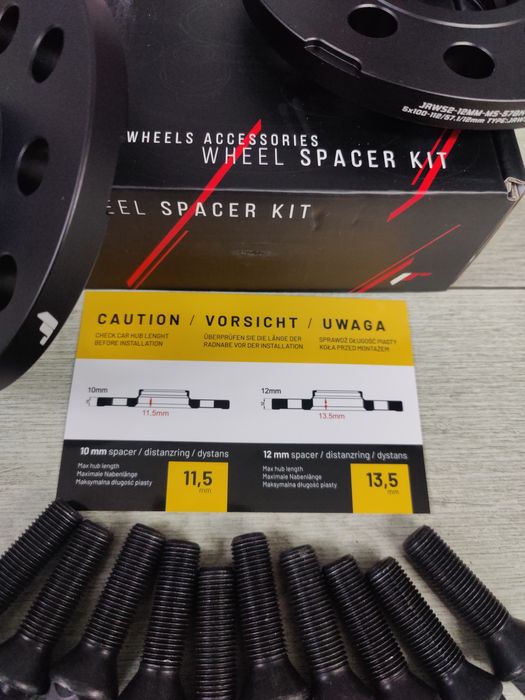 JRWS2-12MM-MS-57BK
5x100-112/57.1/12mm TYPE:JRWS
WHEELS ACCESSORIES
WHEEL SPACER KIT
EEL SPACER KIT
CAUTION / VORSICHT / UWAGA
CHECK CAR HUB LENGHT
BEFORE INSTALLATION
ÜBERPRÜFEN SIE DIE LÄNGE DER
RADNABE VOR DER INSTALLATION
SPRAWDŹ DŁUGOŚĆ PIASTY
KOŁA PRZED MONTAŻEM
10mm
11.5mm
12mm
13.5mm
10 mm spacer / distanzring / dystans
Max hub length
Maximale Nabenlänge
Maksymalna długość piasty
11,5
mm
12 mm spacer / distanzring / dystans
Max hub length
Maximale Nabenlänge
Maksymalna długość piasty
13,5
mm